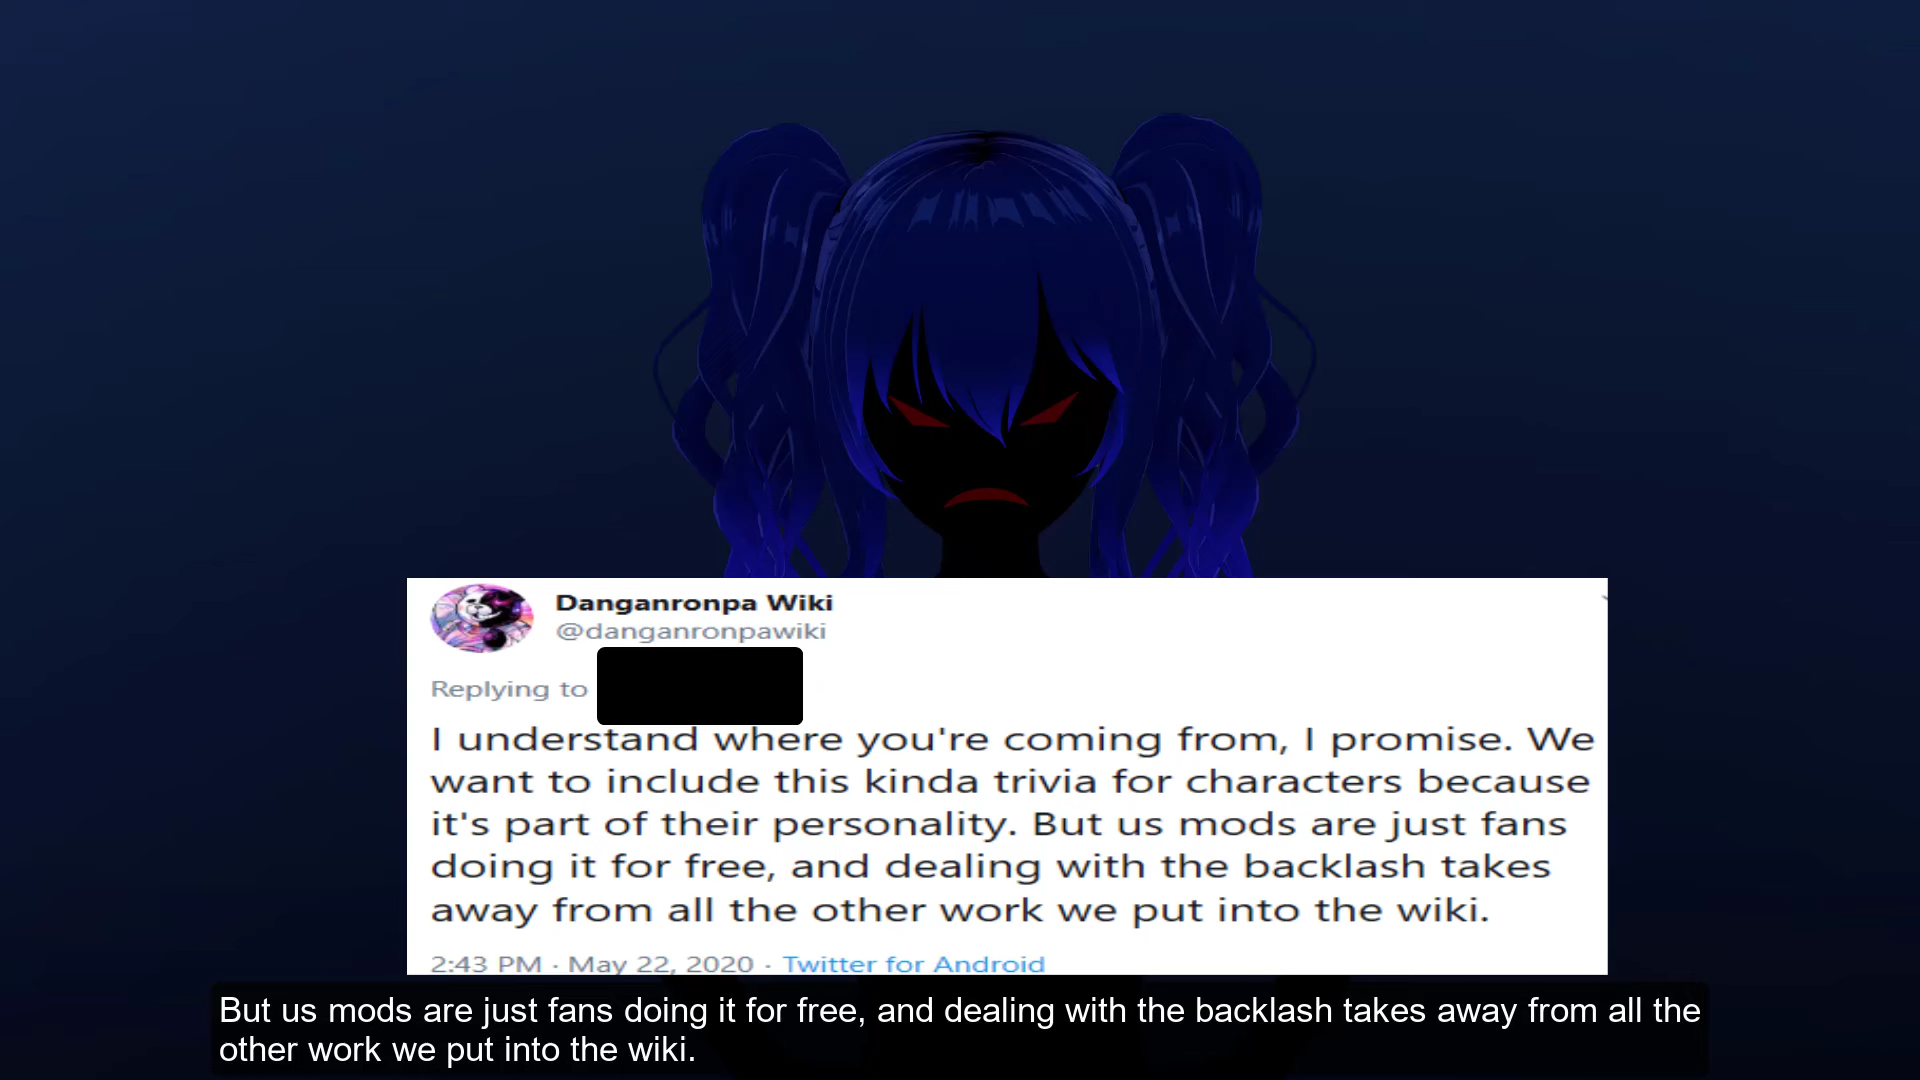 Danganronpa Wiki
@danganronpawiki
Replying to
I understand where you're coming from, I promise. We
want to include this kinda trivia for characters because
it's part of their personality. But us mods are just fans
doing it for free, and dealing with the backlash takes
away from all the other work we put into the wiki.
2:43 PM · May 22, 2020 · Twitter for Android
But us mods are just fans doing it for free, and dealing with the backlash takes away from all the
other work we put into the wiki.